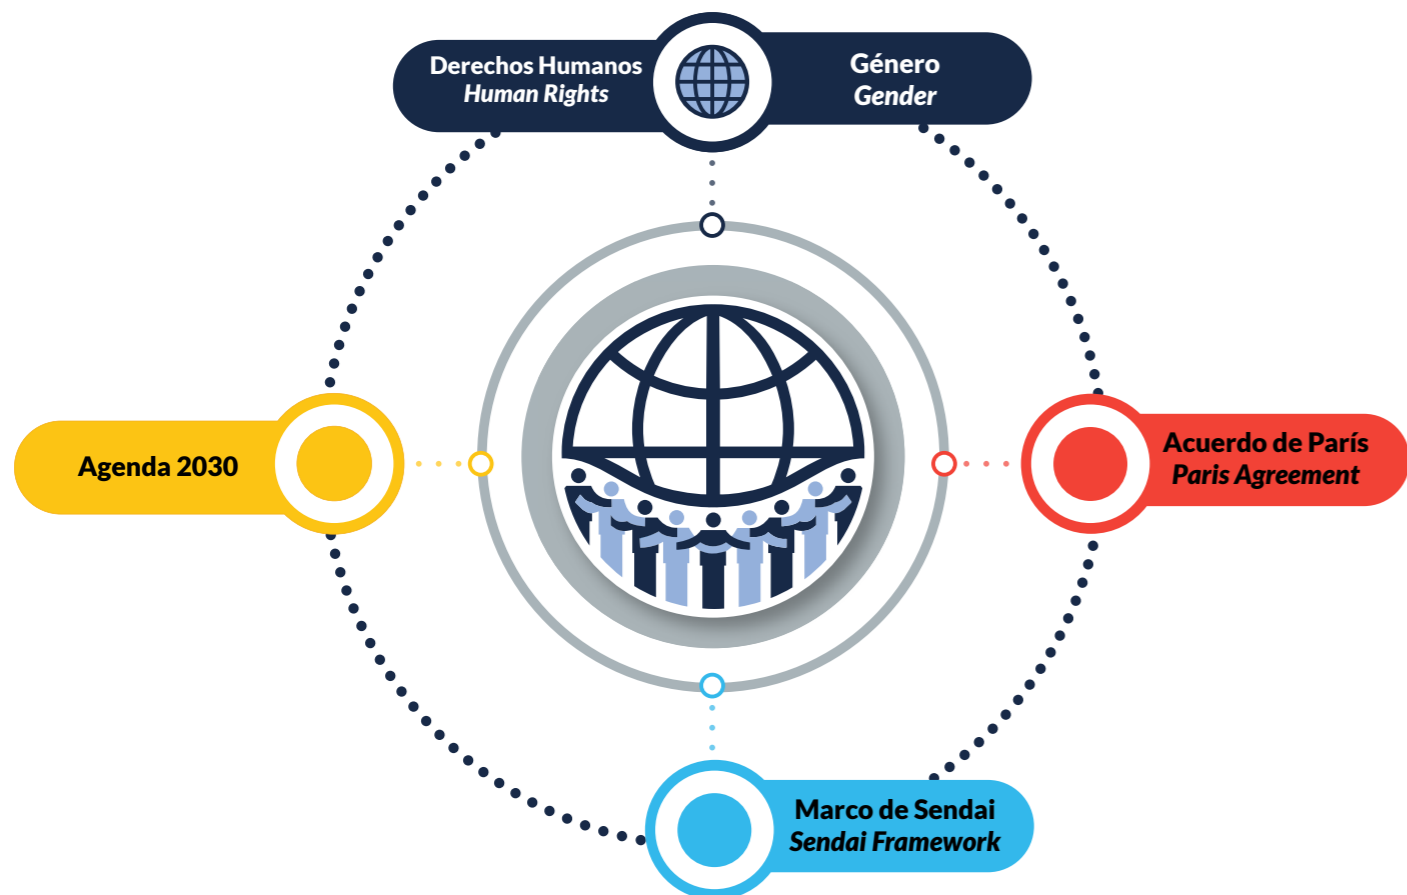 Derechos Humanos
Human Rights
Género
Gender
Agenda 2030
Acuerdo de París
Paris Agreement
Marco de Sendai
Sendai Framework